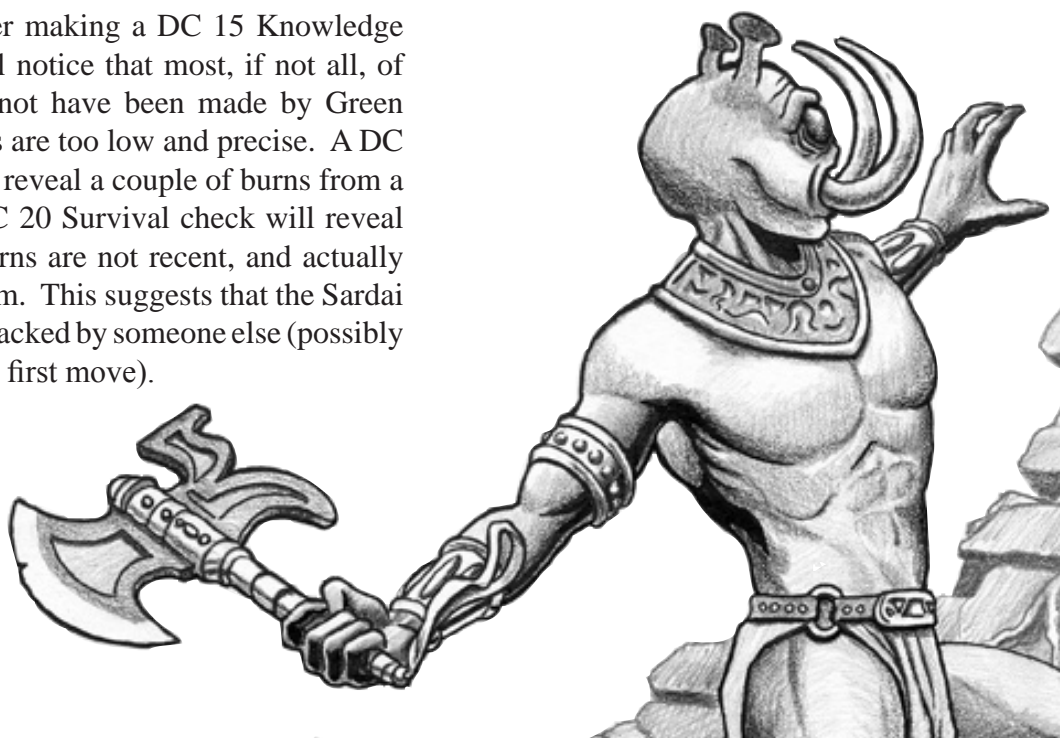 er making a DC 15 Knowledge
l notice that most, if not all, of
not have been made by Green
s are too low and precise. A DC
reveal a couple of burns from a
C 20 Survival check will reveal
rns are not recent, and actually
m. This suggests that the Sardai
acked by someone else (possibly
first move).